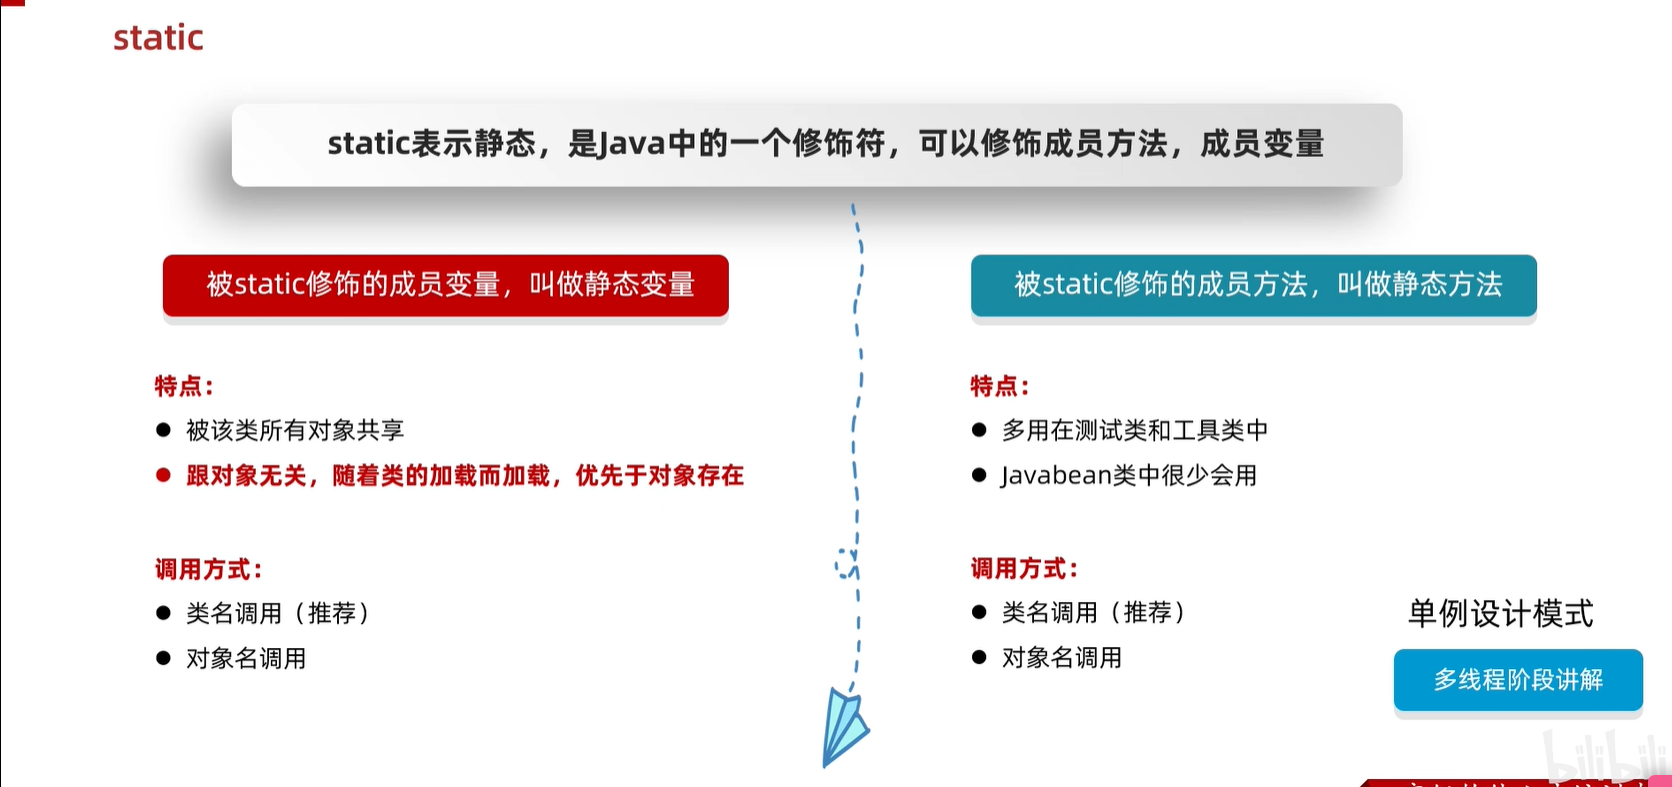 static
static表示静态，是Java中的一个修饰符，可以修饰成员方法，成员变量
被static修饰的成员变量，叫做静态变量
特点：
● 被该类所有对象共享
● 跟对象无关，随着类的加载而加载，优先于对象存在
调用方式：
● 类名调用（推荐）
● 对象名调用
被static修饰的成员方法，叫做静态方法
特点：
● 多用在测试类和工具类中
● Javabean类中很少会用
调用方式：
● 类名调用（推荐）
● 对象名调用
单例设计模式
多线程阶段讲解
bilibili